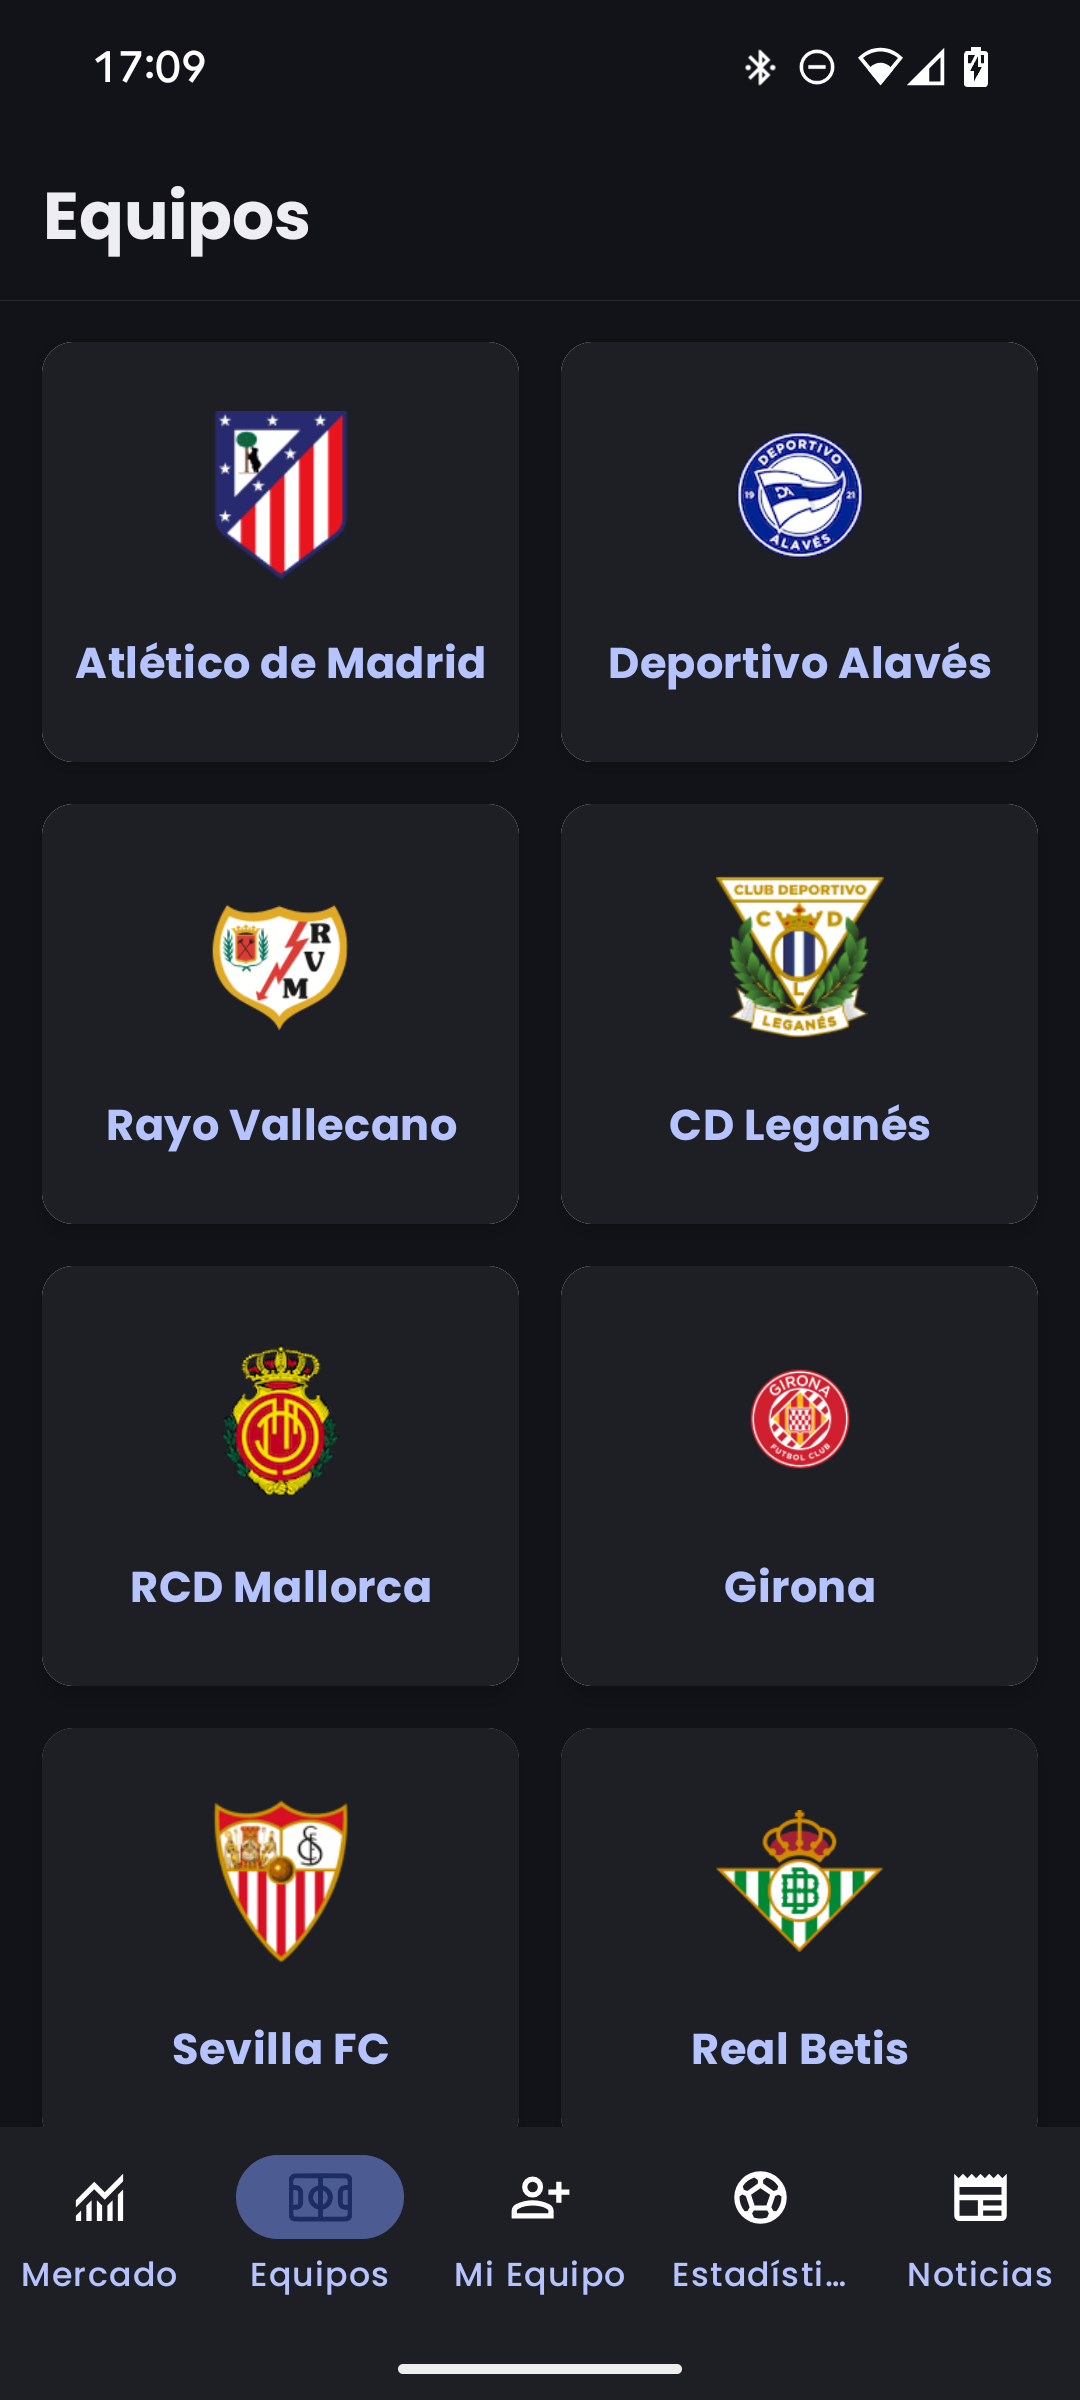 17:09
Equipos
DEPORTIVO
19 21
ALAVÉS
Atlético de Madrid
Deportivo Alavés
R
V
M
CLUB DEPORTIVO
C D
L
LEGANÉS
Rayo Vallecano
CD Leganés
GIRONA
FUTBOL CLUB
RCD Mallorca
Girona
Sevilla FC
Real Betis
Mercado
Equipos
Mi Equipo
Estadísti...
Noticias